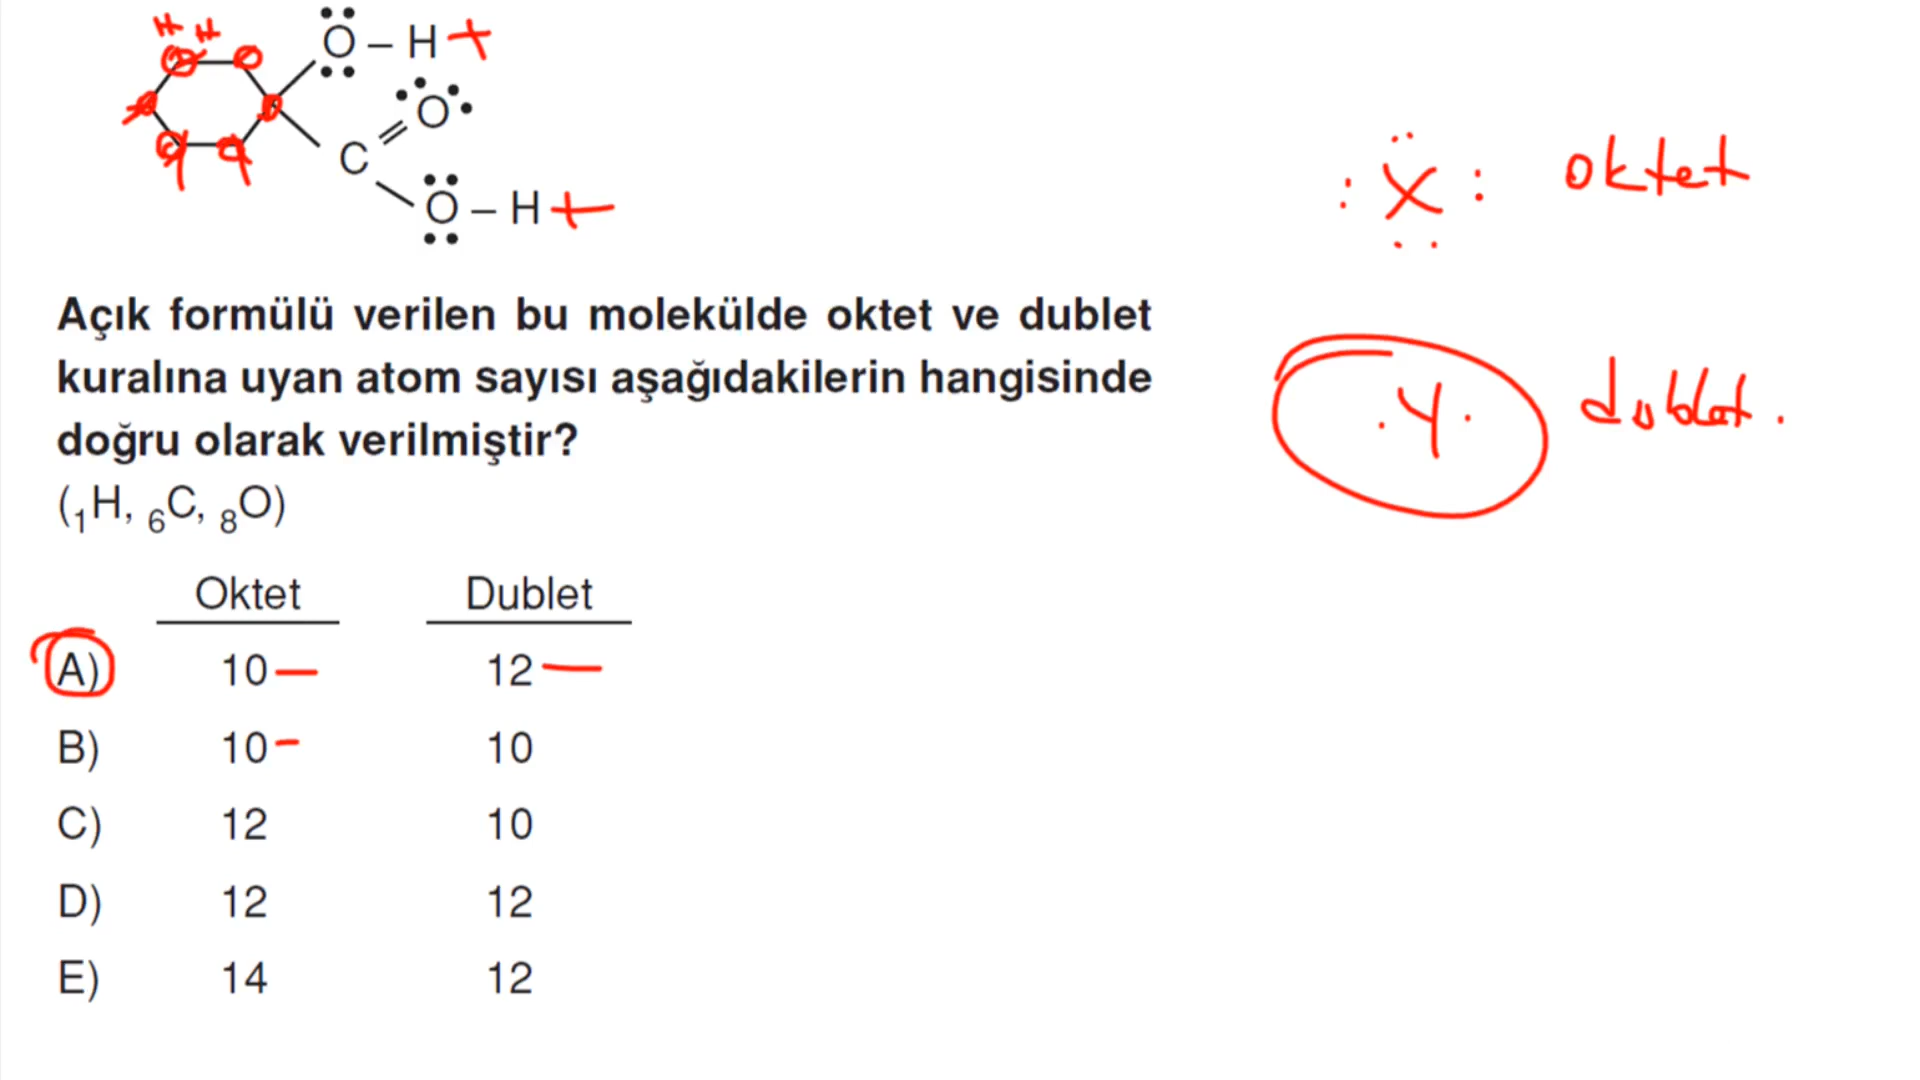 H H
O – H +
O
C
O – H +
: X : oktet
Açık formülü verilen bu molekülde oktet ve dublet
kuralına uyan atom sayısı aşağıdakilerin hangisinde
doğru olarak verilmiştir?
. Y . dublet.
(₁H, ₆C, ₈O)
Oktet Dublet
A) 10 — 12 —
B) 10 - 10
C) 12 10
D) 12 12
E) 14 12